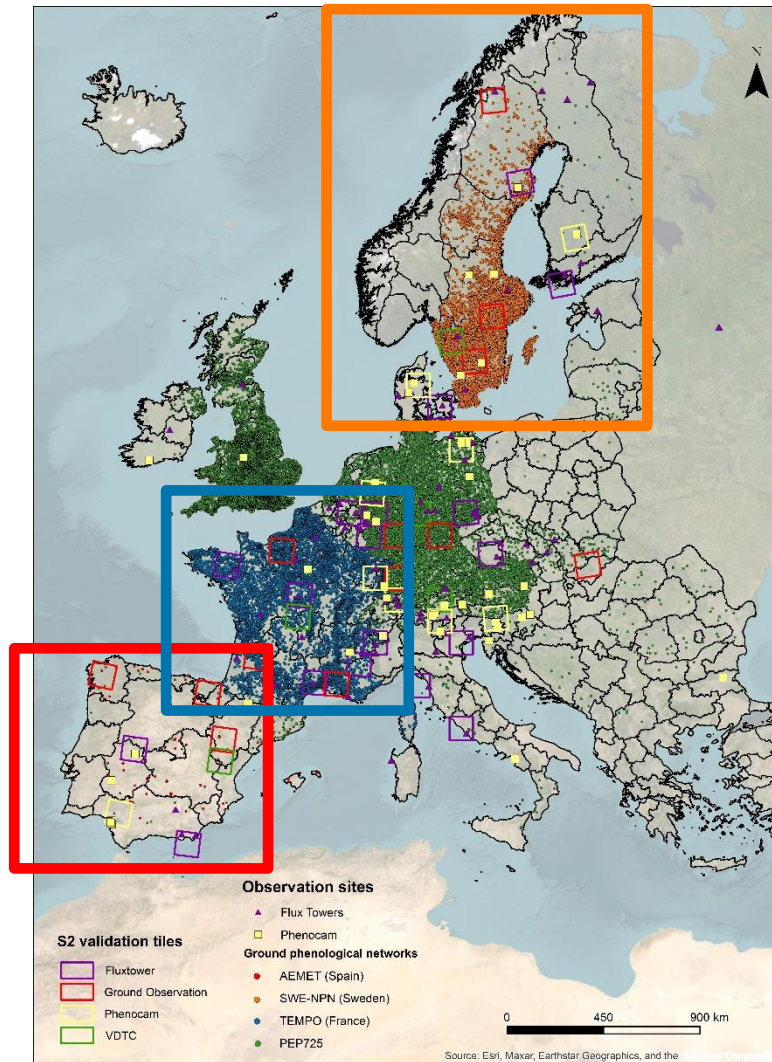 N
Observation sites
Flux Towers
Phenocam
Ground phenological networks
AEMET (Spain)
SWE-NPN (Sweden)
TEMPO (France)
PEP725
S2 validation tiles
Fluxtower
Ground Observation
Phenocam
VDTC
0 450 900 km
Source: Esri, Maxar, Earthstar Geographics, and the